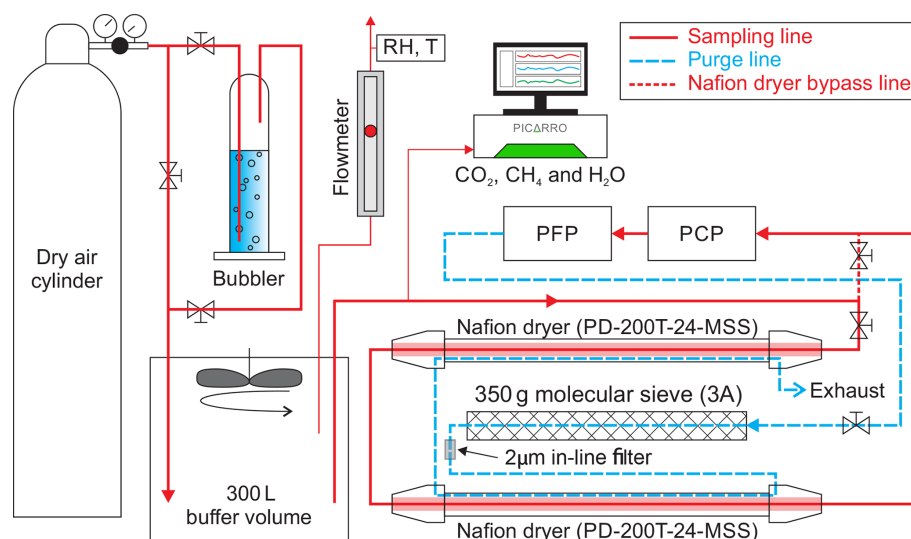 RH, T
Sampling line
Purge line
Nafion dryer bypass line
Flowmeter
PICΔRRO
CO₂, CH₄ and H₂O
Dry air
cylinder
Bubbler
PFP
PCP
Nafion dryer (PD-200T-24-MSS)
Exhaust
350 g molecular sieve (3A)
2µm in-line filter
300 L
buffer volume
Nafion dryer (PD-200T-24-MSS)